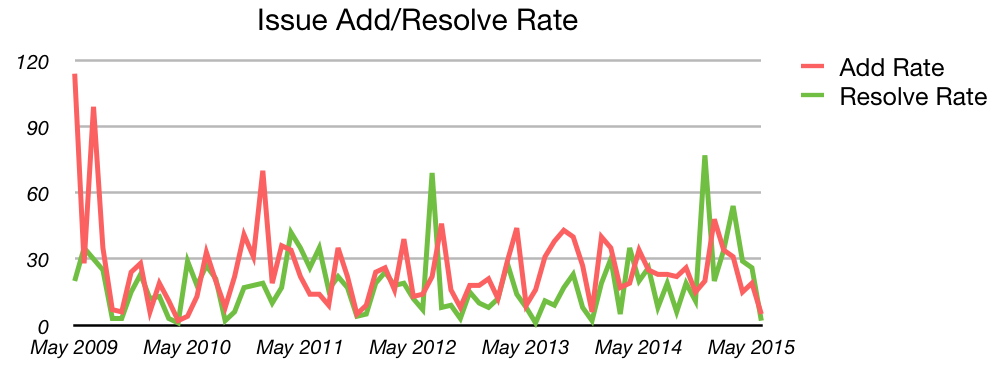 Issue Add/Resolve Rate
120
90
60
30
0
May 2009
May 2010
May 2011
May 2012
May 2013
May 2014
May 2015
Add Rate
Resolve Rate